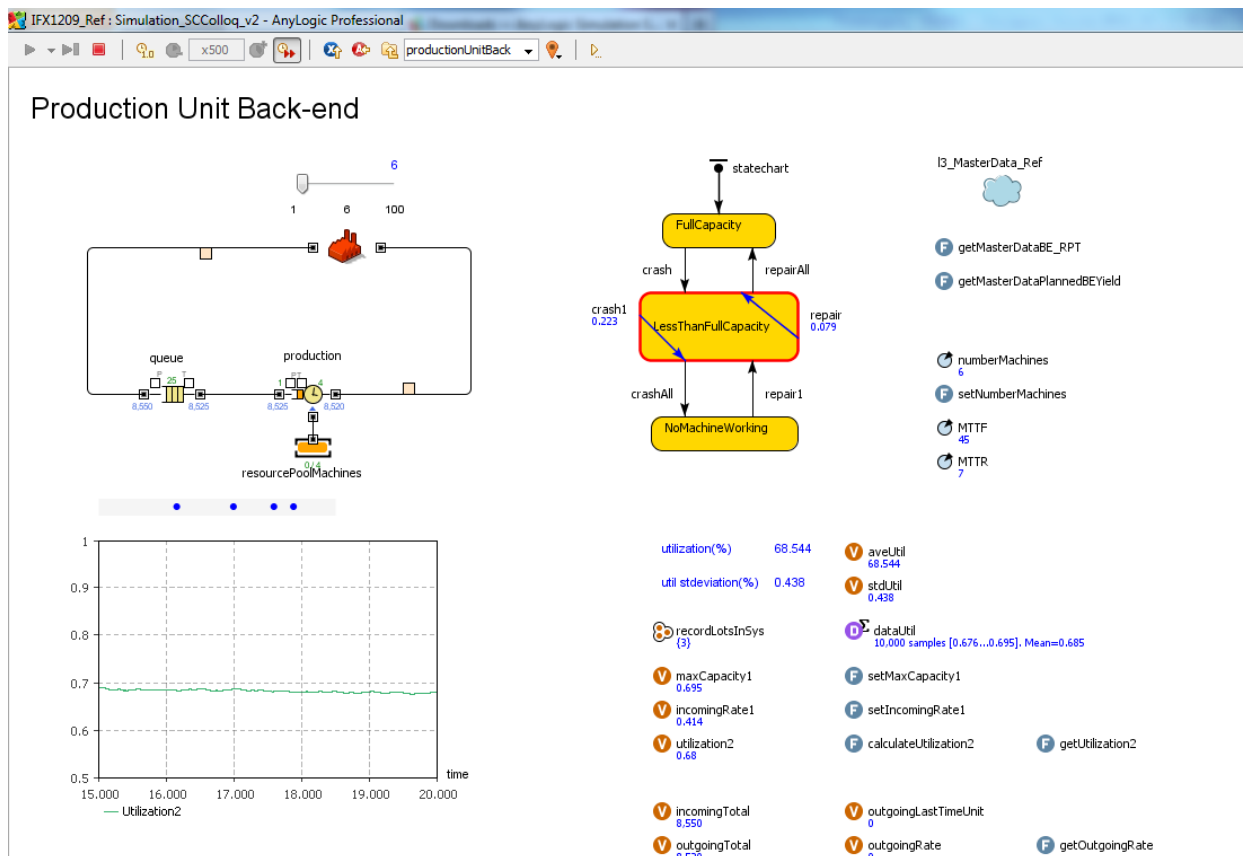 IFX1209_Ref : Simulation_SCColloq_v2 - AnyLogic Professional
x500
productionUnitBack
Production Unit Back-end
6
1 6 100
queue
P T
25
8,550 8,525
production
1 PT 4
8,525 8,520
0/4
resourcePoolMachines
1
0.9
0.8
0.7
0.6
0.5
time
15.000 16.000 17.000 18.000 19.000 20.000
Utilization2
statechart
FullCapacity
crash
repairAll
crash1
0.223
LessThanFullCapacity
repair
0.079
crashAll
repair1
NoMachineWorking
l3_MasterData_Ref
F getMasterDataBE_RPT
F getMasterDataPlannedBEYield
numberMachines
6
F setNumberMachines
MTTF
45
MTTR
7
utilization(%) 68.544
V aveUtil
68.544
util stdeviation(%) 0.438
V stdUtil
0.438
recordLotsInSys
{3}
dataUtil
10,000 samples [0.676...0.695]. Mean=0.685
V maxCapacity1
0.695
F setMaxCapacity1
V incomingRate1
0.414
F setIncomingRate1
V utilization2
0.68
F calculateUtilization2
F getUtilization2
V incomingTotal
8,550
V outgoingLastTimeUnit
0
V outgoingTotal
V outgoingRate
F getOutgoingRate